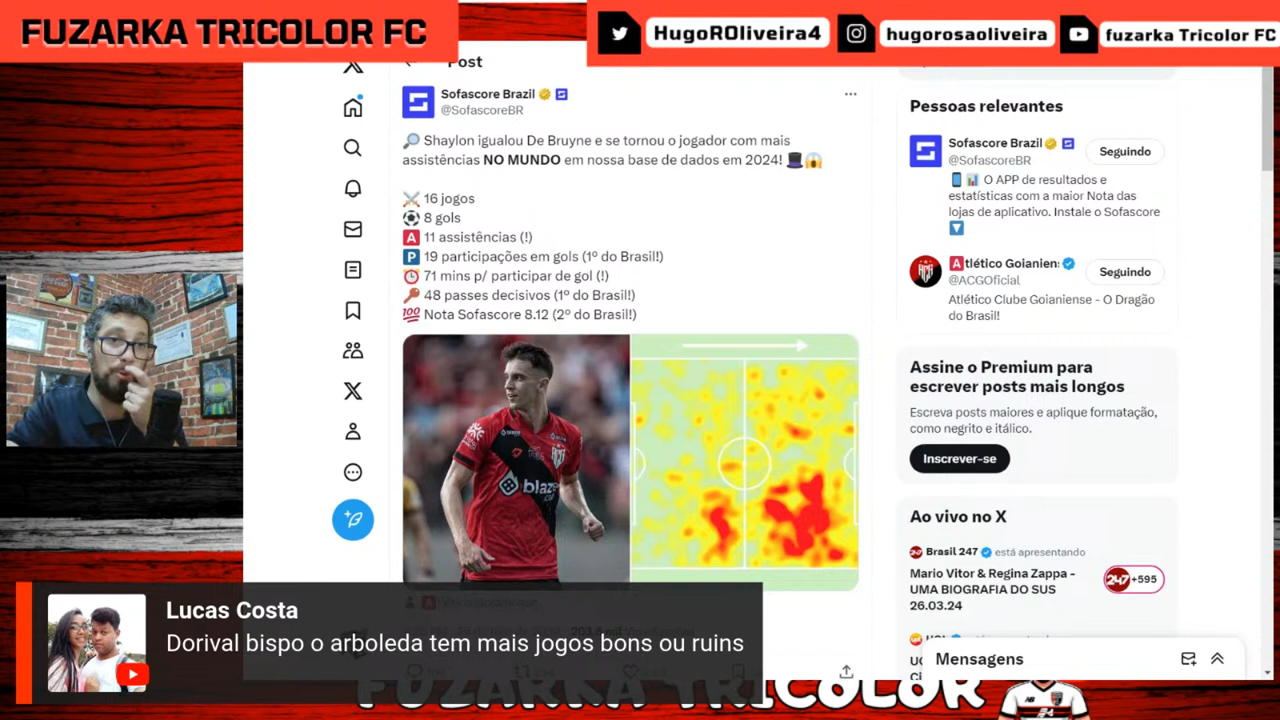 FUZARKA TRICOLOR FC
HugoROliveira4
hugorosaoliveira
fuzarka Tricolor FC
Post
Sofascore Brazil
@SofascoreBR
Shaylon igualou De Bruyne e se tornou o jogador com mais
assistências NO MUNDO em nossa base de dados em 2024!
16 jogos
8 gols
A 11 assistências (!)
P 19 participações em gols (1º do Brasil!)
71 mins p/ participar de gol (!)
48 passes decisivos (1º do Brasil!)
100 Nota Sofascore 8.12 (2º do Brasil!)
blaze
Pessoas relevantes
Sofascore Brazil
@SofascoreBR
Seguindo
O APP de resultados e
estatísticas com a maior Nota das
lojas de aplicativo. Instale o Sofascore
Atlético Goianien
@ACGOficial
Seguindo
Atlético Clube Goianiense - O Dragão
do Brasil!
Assine o Premium para
escrever posts mais longos
Escreva posts maiores e aplique formatação,
como negrito e itálico.
Inscrever-se
Ao vivo no X
Brasil 247 está apresentando
Mario Vitor & Regina Zappa -
UMA BIOGRAFIA DO SUS
26.03.24
247 +595
Mensagens
Lucas Costa
Dorival bispo o arboleda tem mais jogos bons ou ruins
FUZARKA TRICOLOR